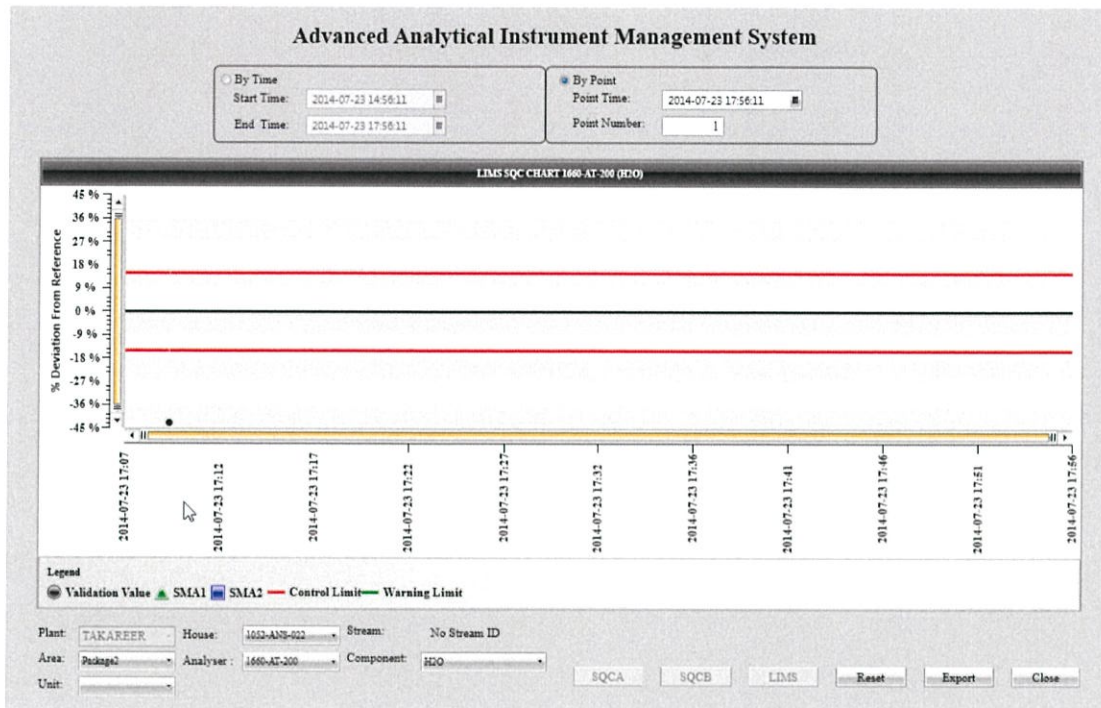 Advanced Analytical Instrument Management System
By Time
Start Time: 2014-07-23 14:56:11
End Time: 2014-07-23 17:56:11
By Point
Point Time: 2014-07-23 17:56:11
Point Number: 1
LIMS SQC CHART 1660-AT-200 (H2O)
% Deviation From Reference
45 %
36 %
27 %
18 %
9 %
0 %
-9 %
-18 %
-27 %
-36 %
-45 %
2014-07-23 17:07
2014-07-23 17:12
2014-07-23 17:17
2014-07-23 17:22
2014-07-23 17:27
2014-07-23 17:32
2014-07-23 17:36
2014-07-23 17:41
2014-07-23 17:46
2014-07-23 17:51
2014-07-23 17:56
Legend
Validation Value SMA1 SMA2 Control Limit Warning Limit
Plant: TAKAREER House: 1052-ANS-022 Stream: No Stream ID
Area: Package2 Analyser : 1660-AT-200 Component: H2O
Unit:
SQCA SQCB LIMS Reset Export Close